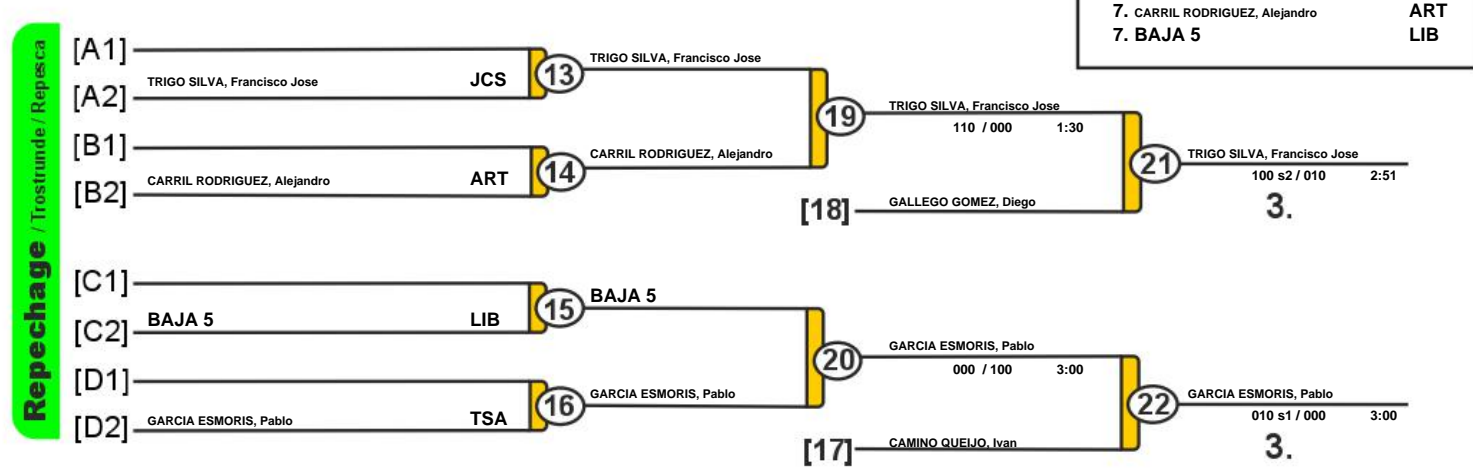 7. CARRIL RODRIGUEZ, Alejandro ART
7. BAJA 5 LIB
Repechage / Trostrunde / Repesca
[A1]
TRIGO SILVA, Francisco Jose JCS
[A2]
13
TRIGO SILVA, Francisco Jose
[B1]
CARRIL RODRIGUEZ, Alejandro ART
[B2]
14
CARRIL RODRIGUEZ, Alejandro
19
TRIGO SILVA, Francisco Jose
110 / 000 1:30
[18]
GALLEGO GOMEZ, Diego
21
TRIGO SILVA, Francisco Jose
100 s2 / 010 2:51
3.
[C1]
BAJA 5 LIB
[C2]
15
BAJA 5
[D1]
GARCIA ESMORIS, Pablo TSA
[D2]
16
GARCIA ESMORIS, Pablo
20
GARCIA ESMORIS, Pablo
000 / 100 3:00
[17]
CAMINO QUEIJO, Ivan
22
GARCIA ESMORIS, Pablo
010 s1 / 000 3:00
3.